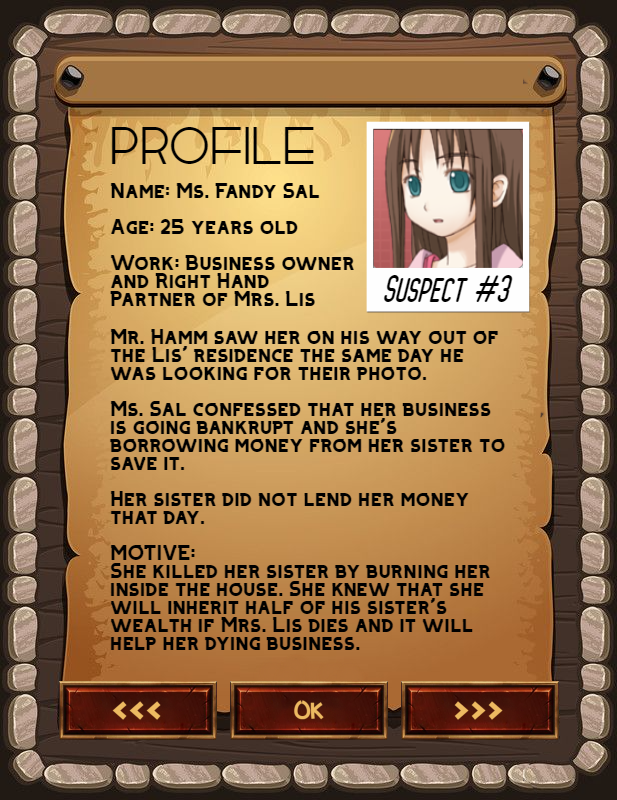 PROFILE
Name: Ms. Fandy Sal
Age: 25 years old
Work: Business owner
and Right Hand
Partner of Mrs. Lis
SUSPECT #3
Mr. Hamm saw her on his way out of
the Lis' residence the same day he
was looking for their photo.
Ms. Sal confessed that her business
is going bankrupt and she's
borrowing money from her sister to
save it.
Her sister did not lend her money
that day.
MOTIVE:
She killed her sister by burning her
inside the house. She knew that she
will inherit half of his sister's
wealth if Mrs. Lis dies and it will
help her dying business.
<<< OK >>>